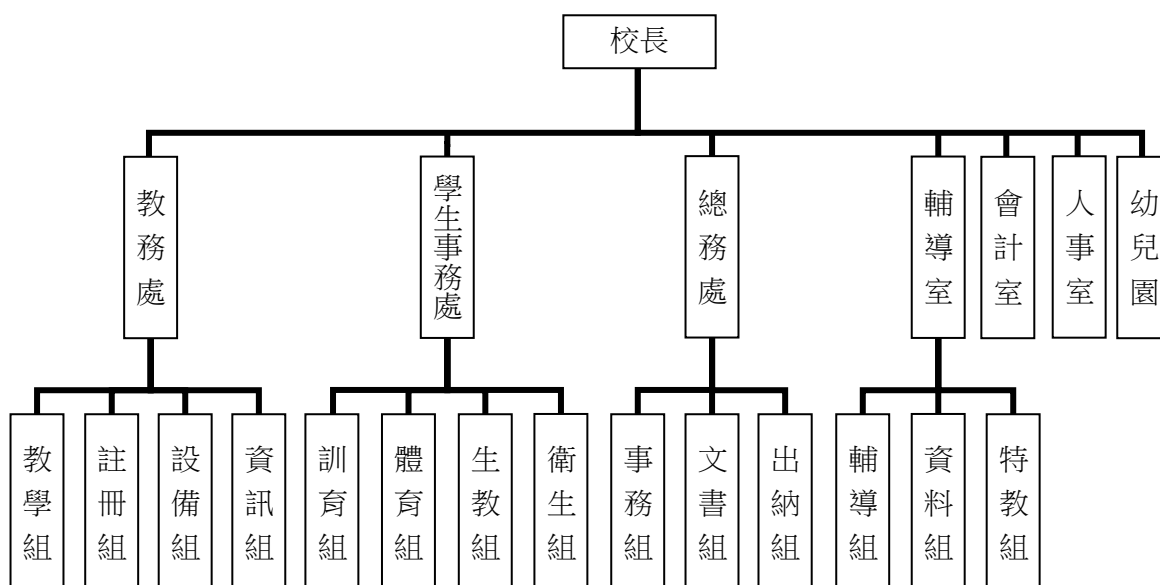 校長
教務處
學生事務處
總務處
輔導室
會計室
人事室
幼兒園
教學組
註冊組
設備組
資訊組
訓育組
體育組
生教組
衛生組
事務組
文書組
出納組
輔導組
資料組
特教組